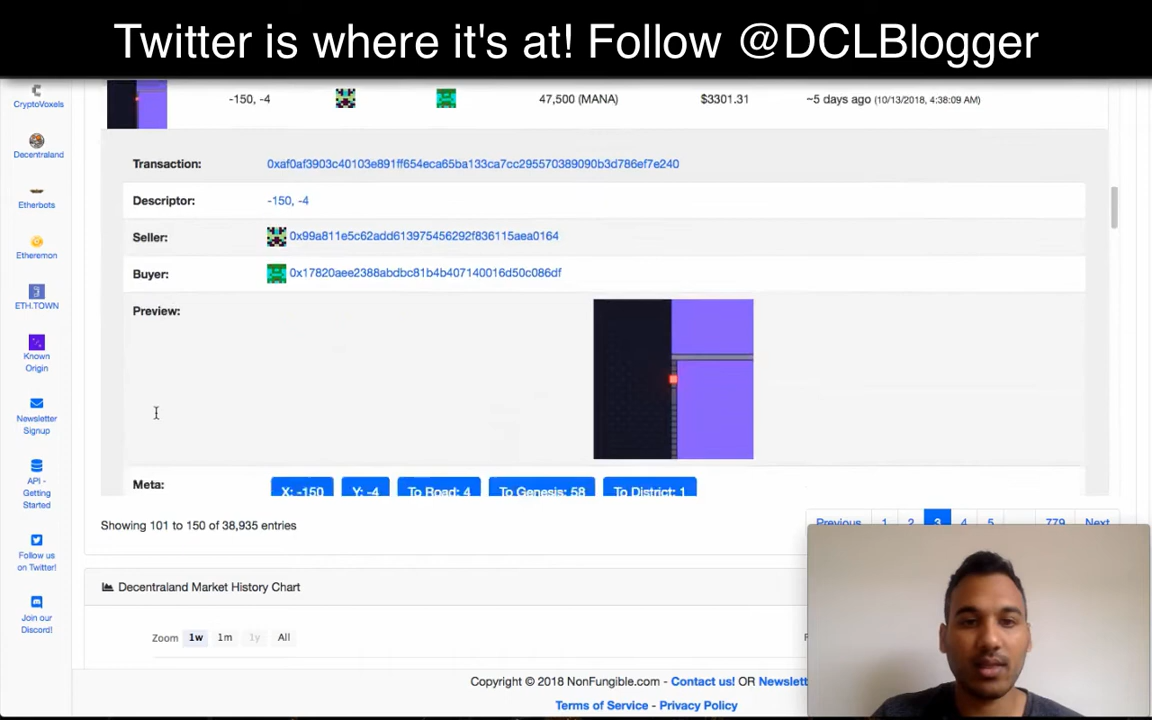 Twitter is where it's at! Follow @DCLBlogger
CryptoVoxels
Decentraland
Etherbots
Etheremon
ETH.TOWN
Known
Origin
Newsletter
Signup
API -
Getting
Started
Follow us
on Twitter!
Join our
Discord!
-150, -4 47,500 (MANA) $3301.31 ~5 days ago (10/13/2018, 4:38:09 AM)
Transaction: 0xaf0af3903c40103e891ff654eca65ba133ca7cc295570389090b3d786ef7e240
Descriptor: -150, -4
Seller: 0x99a811e5c62add613975456292f836115aea0164
Buyer: 0x17820aee2388abdbc81b4b407140016d50c086df
Preview:
Meta: X: -150 Y: -4 To Road: 4 To Genesis: 58 To District: 1
Showing 101 to 150 of 38,935 entries
Previous 1 2 3 4 5 779 Next
Decentraland Market History Chart
Zoom 1w 1m 1y All
Copyright © 2018 NonFungible.com - Contact us! OR Newslett
Terms of Service - Privacy Policy